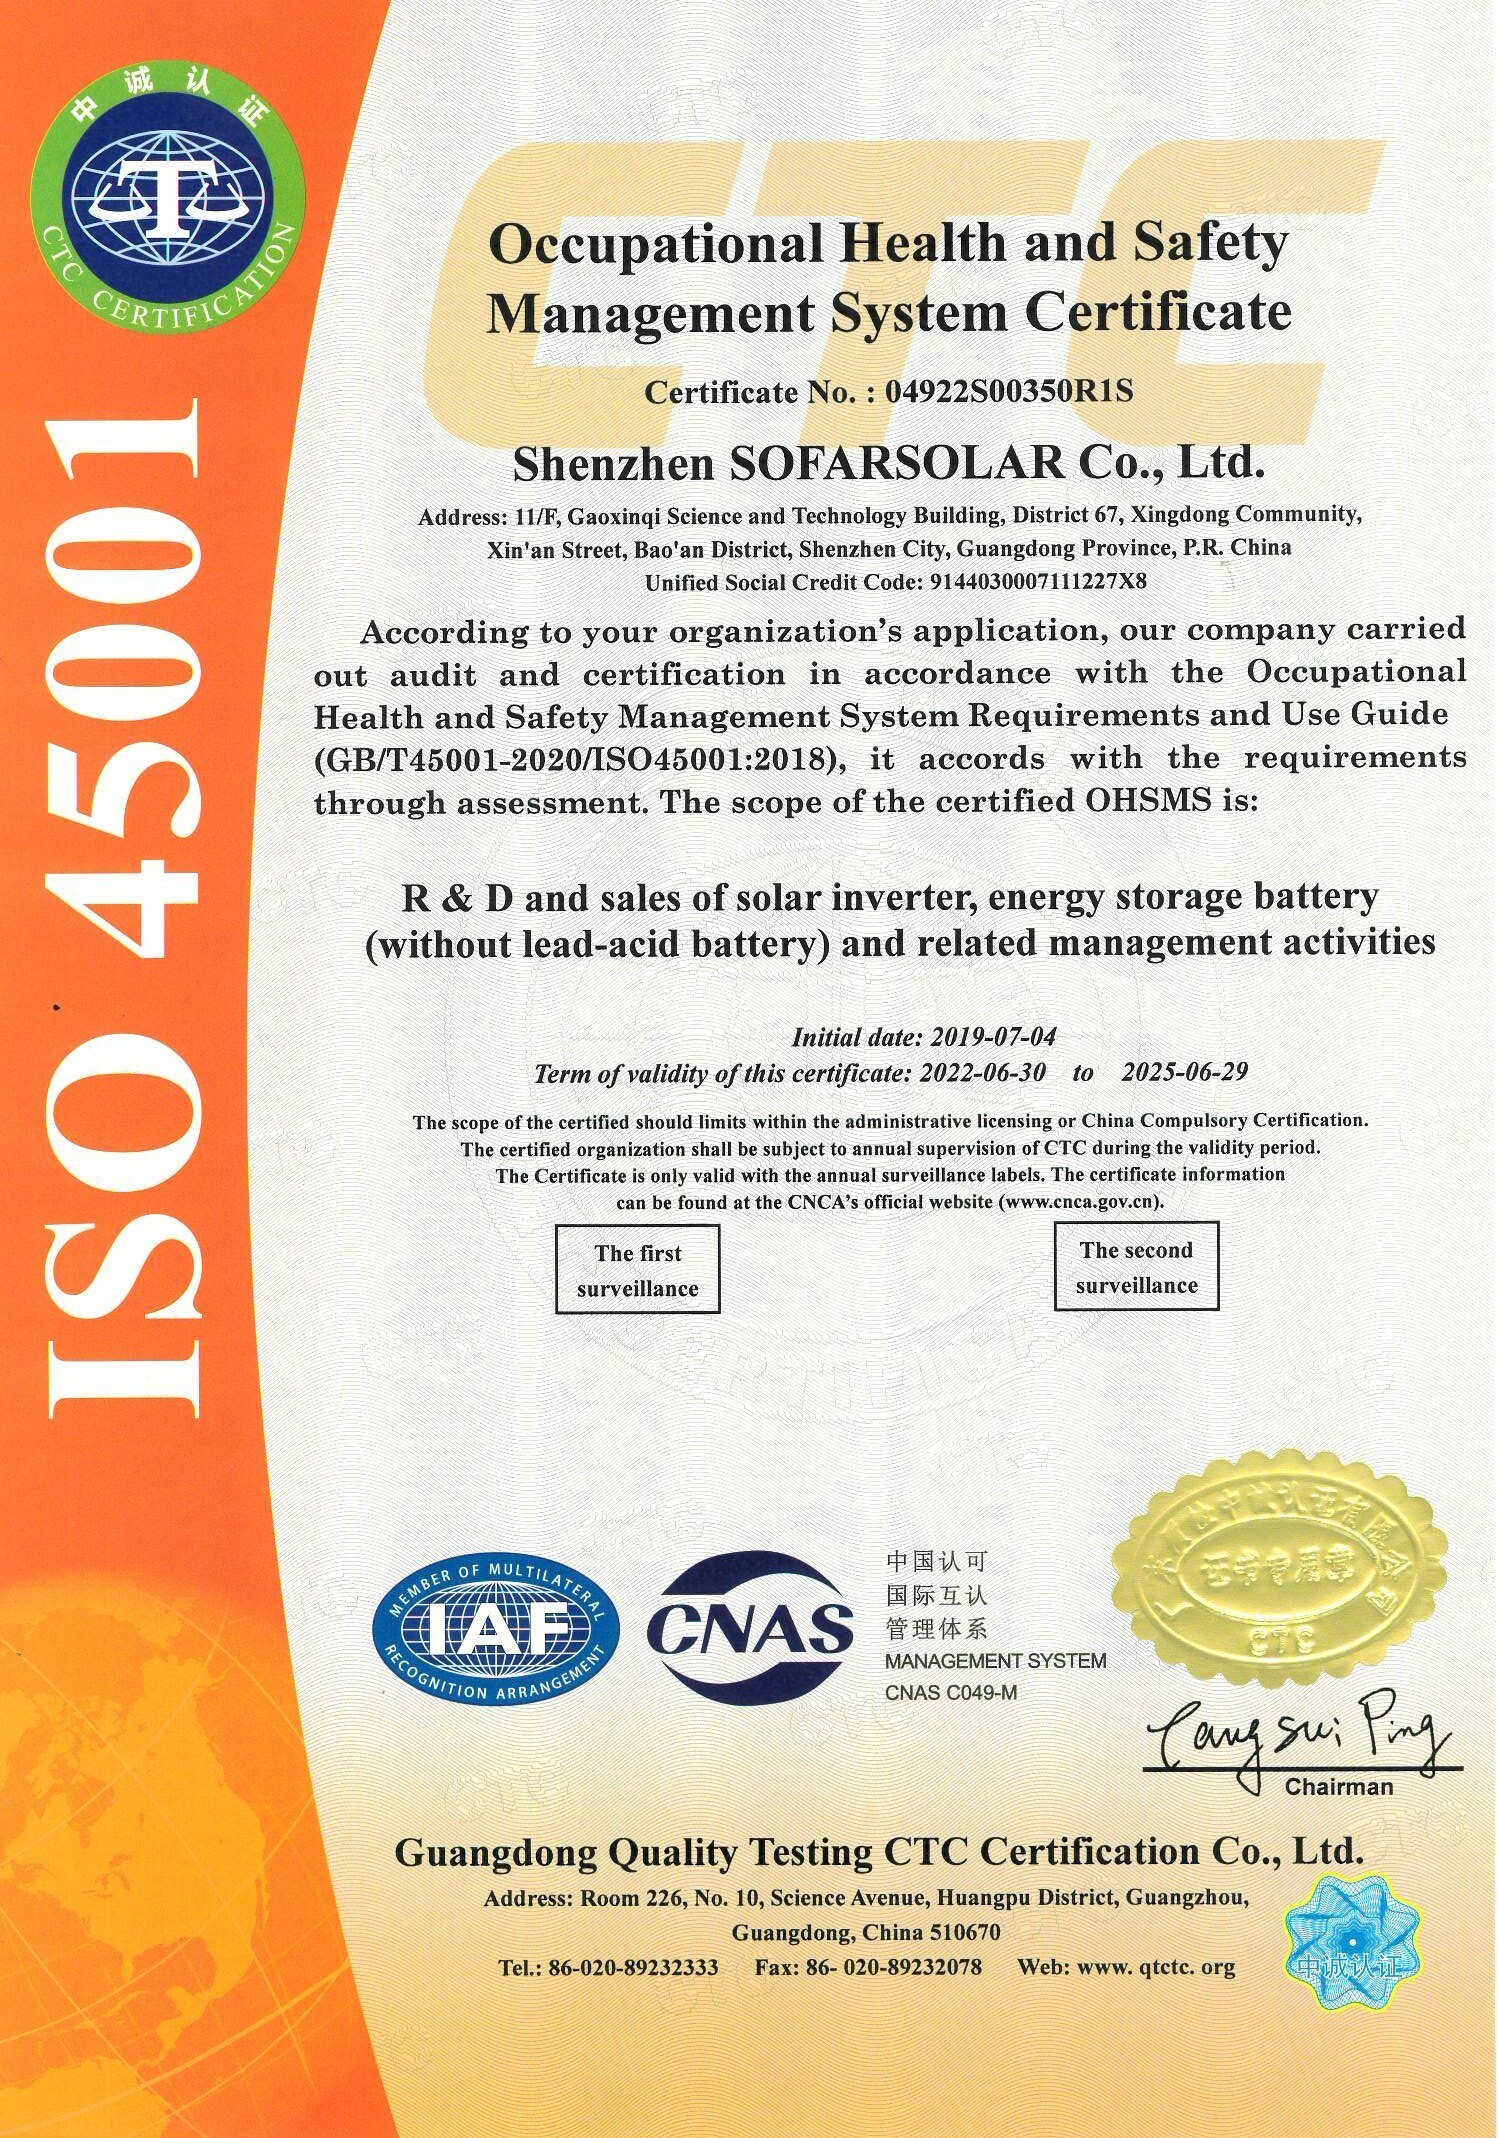 中诚认证
CTC CERTIFICATION
ISO 45001
CTC
Occupational Health and Safety
Management System Certificate
Certificate No. : 04922S00350R1S
Shenzhen SOFARSOLAR Co., Ltd.
Address: 11/F, Gaoxinqi Science and Technology Building, District 67, Xingdong Community,
Xin'an Street, Bao'an District, Shenzhen City, Guangdong Province, P.R. China
Unified Social Credit Code: 9144030007111227X8
According to your organization's application, our company carried
out audit and certification in accordance with the Occupational
Health and Safety Management System Requirements and Use Guide
(GB/T45001-2020/ISO45001:2018), it accords with the requirements
through assessment. The scope of the certified OHSMS is:
R & D and sales of solar inverter, energy storage battery
(without lead-acid battery) and related management activities
Initial date: 2019-07-04
Term of validity of this certificate: 2022-06-30 to 2025-06-29
The scope of the certified should limits within the administrative licensing or China Compulsory Certification.
The certified organization shall be subject to annual supervision of CTC during the validity period.
The Certificate is only valid with the annual surveillance labels. The certificate information
can be found at the CNCA's official website (www.cnca.gov.cn).
The first
surveillance
The second
surveillance
MEMBER OF MULTILATERAL
IAF
RECOGNITION ARRANGEMENT
CNAS
中国认可
国际互认
管理体系
MANAGEMENT SYSTEM
CNAS C049-M
证书专用章
CTC
Ping
Chairman
Guangdong Quality Testing CTC Certification Co., Ltd.
Address: Room 226, No. 10, Science Avenue, Huangpu District, Guangzhou,
Guangdong, China 510670
Tel.: 86-020-89232333 Fax: 86- 020-89232078 Web: www. qtctc. org
中诚认证